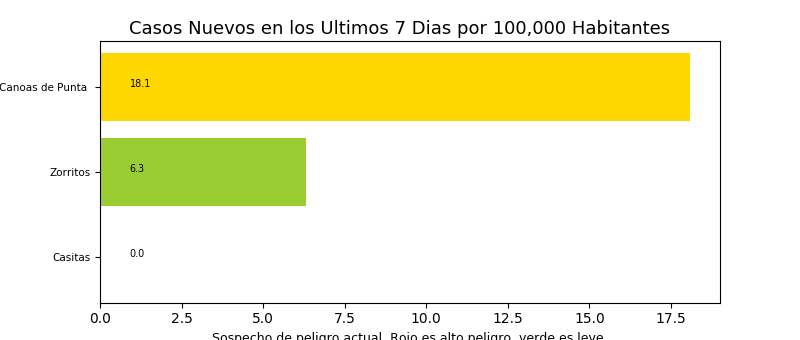 Casos Nuevos en los Ultimos 7 Dias por 100,000 Habitantes
Canoas de Punta
18.1
Zorritos
6.3
Casitas
0.0
0.0 2.5 5.0 7.5 10.0 12.5 15.0 17.5
Sospecho de peligro actual. Rojo es alto peligro, verde es leve